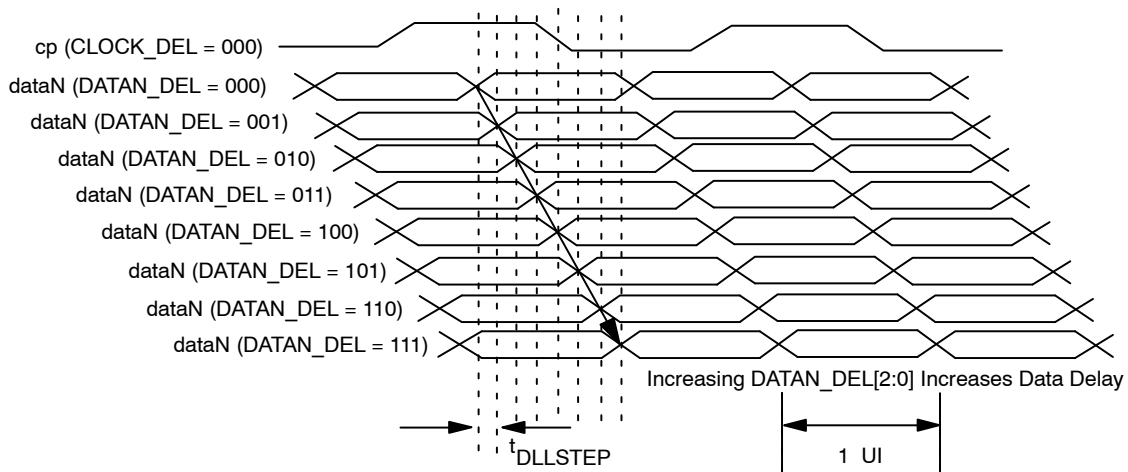 cp (CLOCK_DEL = 000)
dataN (DATAN_DEL = 000)
dataN (DATAN_DEL = 001)
dataN (DATAN_DEL = 010)
dataN (DATAN_DEL = 011)
dataN (DATAN_DEL = 100)
dataN (DATAN_DEL = 101)
dataN (DATAN_DEL = 110)
dataN (DATAN_DEL = 111)
Increasing DATAN_DEL[2:0] Increases Data Delay
tDLLSTEP
1 UI